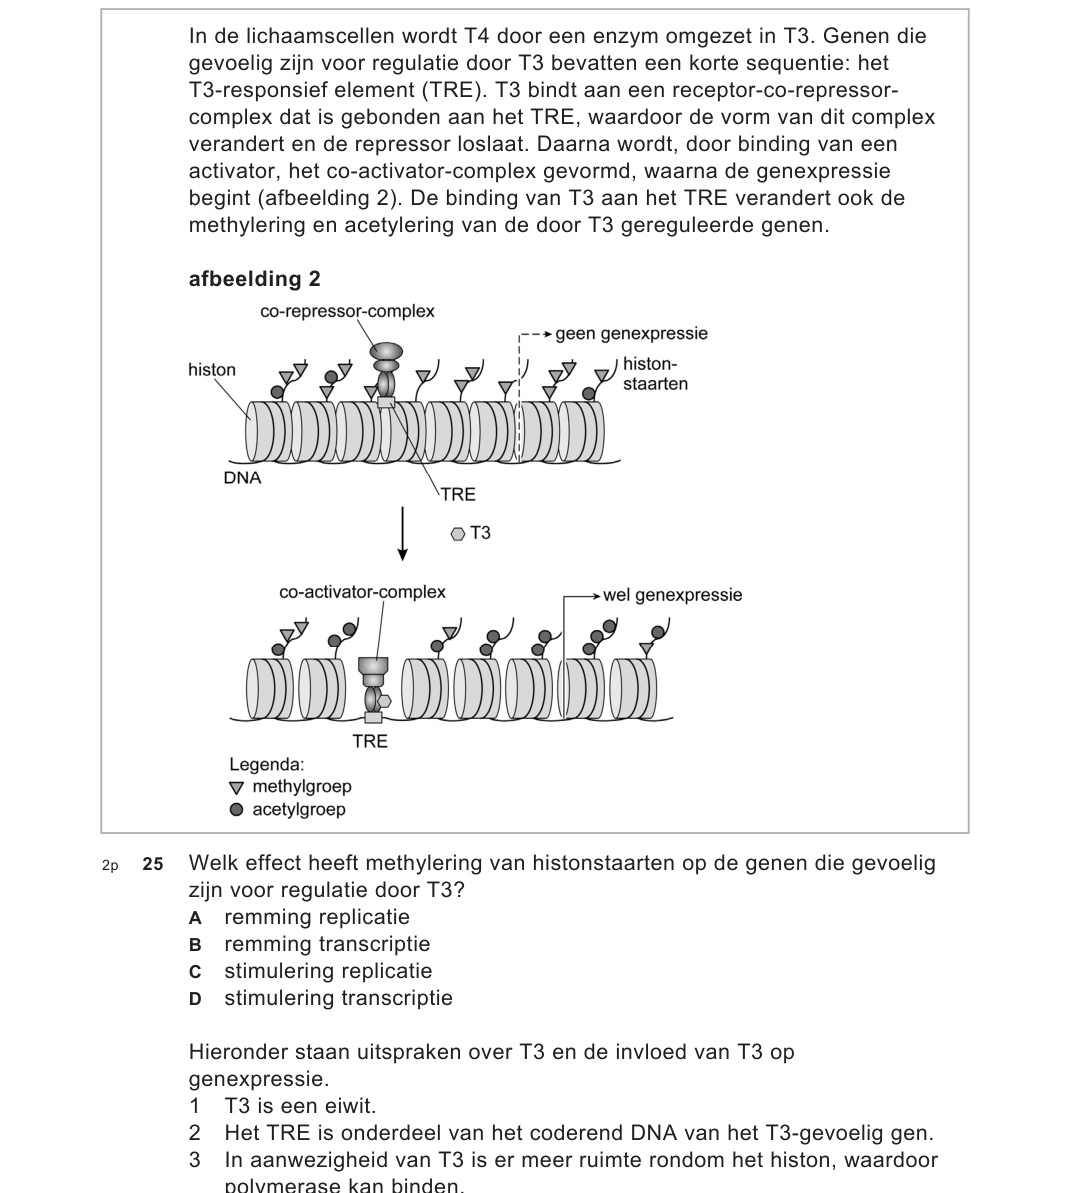 In de lichaamscellen wordt T4 door een enzym omgezet in T3. Genen die
gevoelig zijn voor regulatie door T3 bevatten een korte sequentie: het
T3-responsief element (TRE). T3 bindt aan een receptor-co-repressor-
complex dat is gebonden aan het TRE, waardoor de vorm van dit complex
verandert en de repressor loslaat. Daarna wordt, door binding van een
activator, het co-activator-complex gevormd, waarna de genexpressie
begint (afbeelding 2). De binding van T3 aan het TRE verandert ook de
methylering en acetylering van de door T3 gereguleerde genen.
afbeelding 2
co-repressor-complex
geen genexpressie
histon
histon-
staarten
DNA
TRE
T3
co-activator-complex
wel genexpressie
TRE
Legenda:
methylgroep
acetylgroep
2p 25 Welk effect heeft methylering van histonstaarten op de genen die gevoelig
zijn voor regulatie door T3?
A remming replicatie
B remming transcriptie
C stimulering replicatie
D stimulering transcriptie
Hieronder staan uitspraken over T3 en de invloed van T3 op
genexpressie.
1 T3 is een eiwit.
2 Het TRE is onderdeel van het coderend DNA van het T3-gevoelig gen.
3 In aanwezigheid van T3 is er meer ruimte rondom het histon, waardoor
polymerase kan binden.